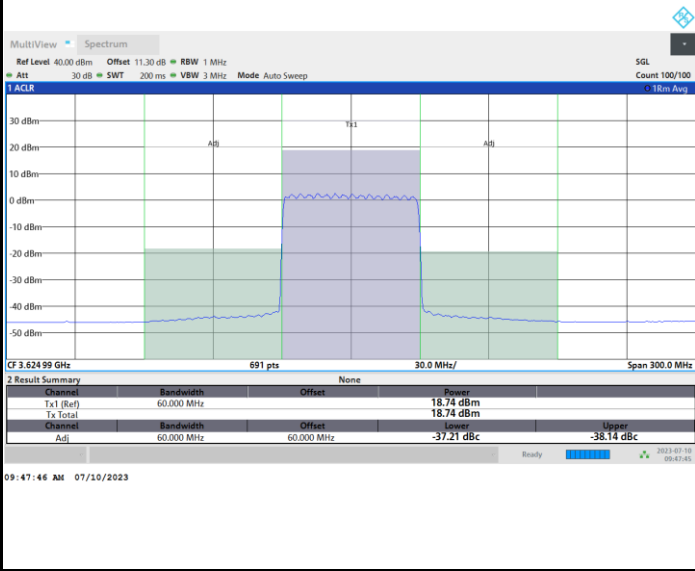 MultiView Spectrum
Ref Level 40.00 dBm Offset 11.30 dB RBW 1 MHz SGL
Att 30 dB SWT 200 ms VBW 3 MHz Mode Auto Sweep Count 100/100
1 ACLR 1Rm Avg
30 dBm
Tx1
20 dBm
Adj Adj
10 dBm
0 dBm
-10 dBm
-20 dBm
-30 dBm
-40 dBm
-50 dBm
CF 3.624 99 GHz 691 pts 30.0 MHz/ Span 300.0 MHz
2 Result Summary None
Channel Bandwidth Offset Power
Tx1 (Ref) 60.000 MHz 18.74 dBm
Tx Total 18.74 dBm
Channel Bandwidth Offset Lower Upper
Adj 60.000 MHz 60.000 MHz -37.21 dBc -38.14 dBc
Ready 2023-07-10
09:47:45
09:47:46 AM 07/10/2023